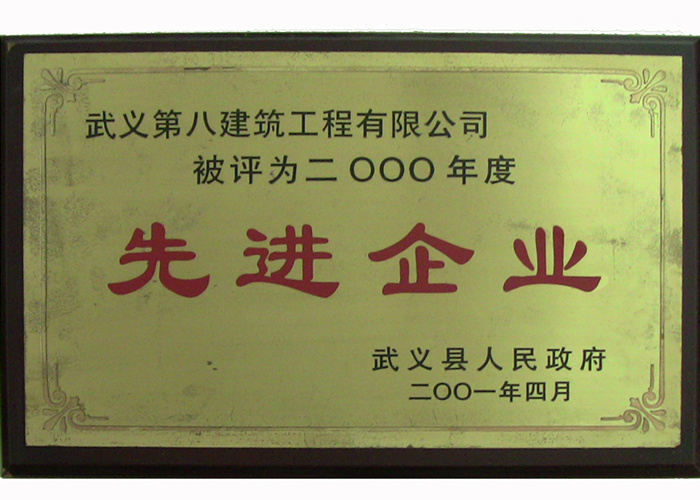 武义第八建筑工程有限公司
被评为二OOO年度
先进企业
武义县人民政府
二OO一年四月